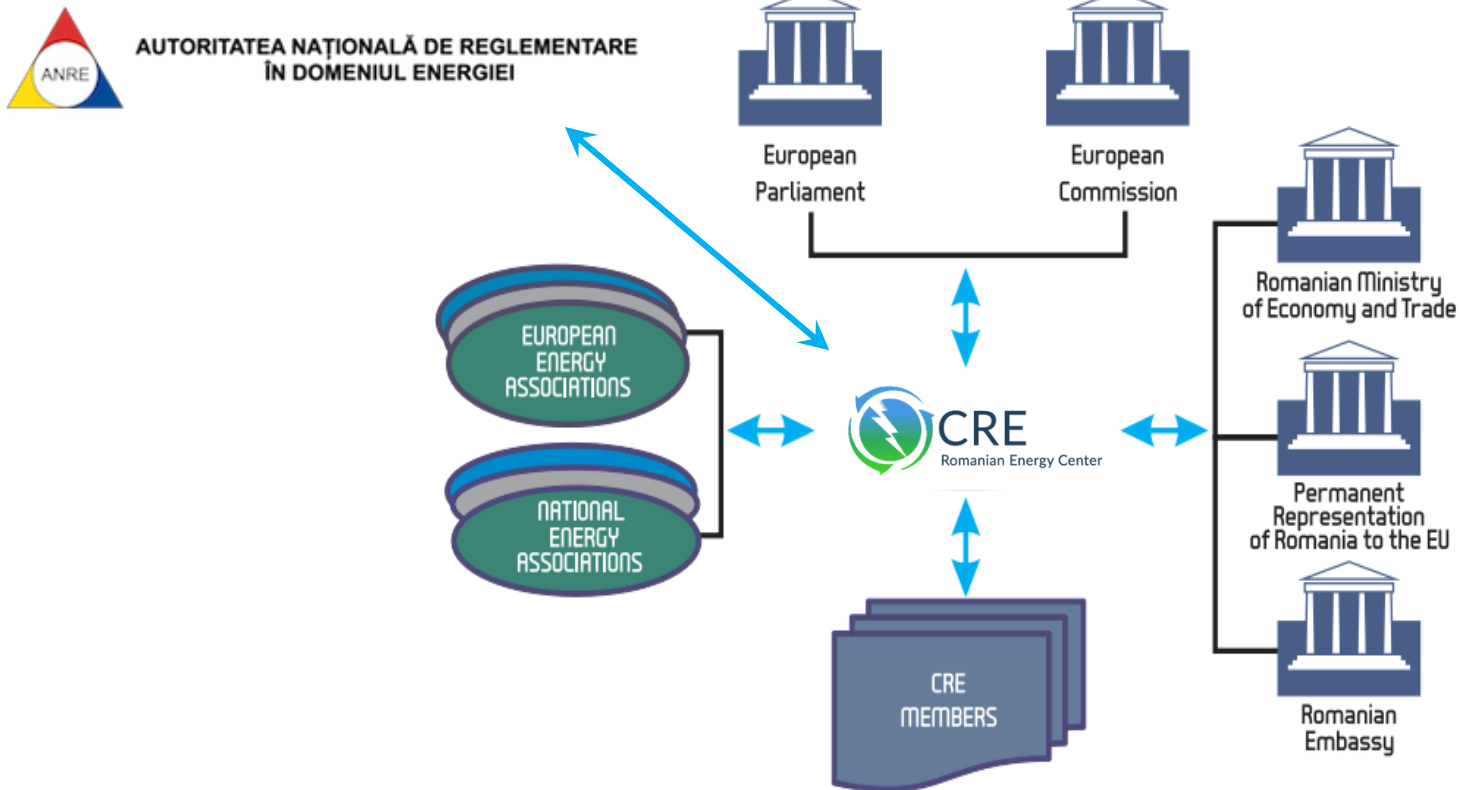 ANRE
AUTORITATEA NAȚIONALĂ DE REGLEMENTARE
ÎN DOMENIUL ENERGIEI
European
Parliament
European
Commission
Romanian Ministry
of Economy and Trade
EUROPEAN
ENERGY
ASSOCIATIONS
CRE
Romanian Energy Center
Permanent
Representation
of Romania to the EU
NATIONAL
ENERGY
ASSOCIATIONS
CRE
MEMBERS
Romanian
Embassy